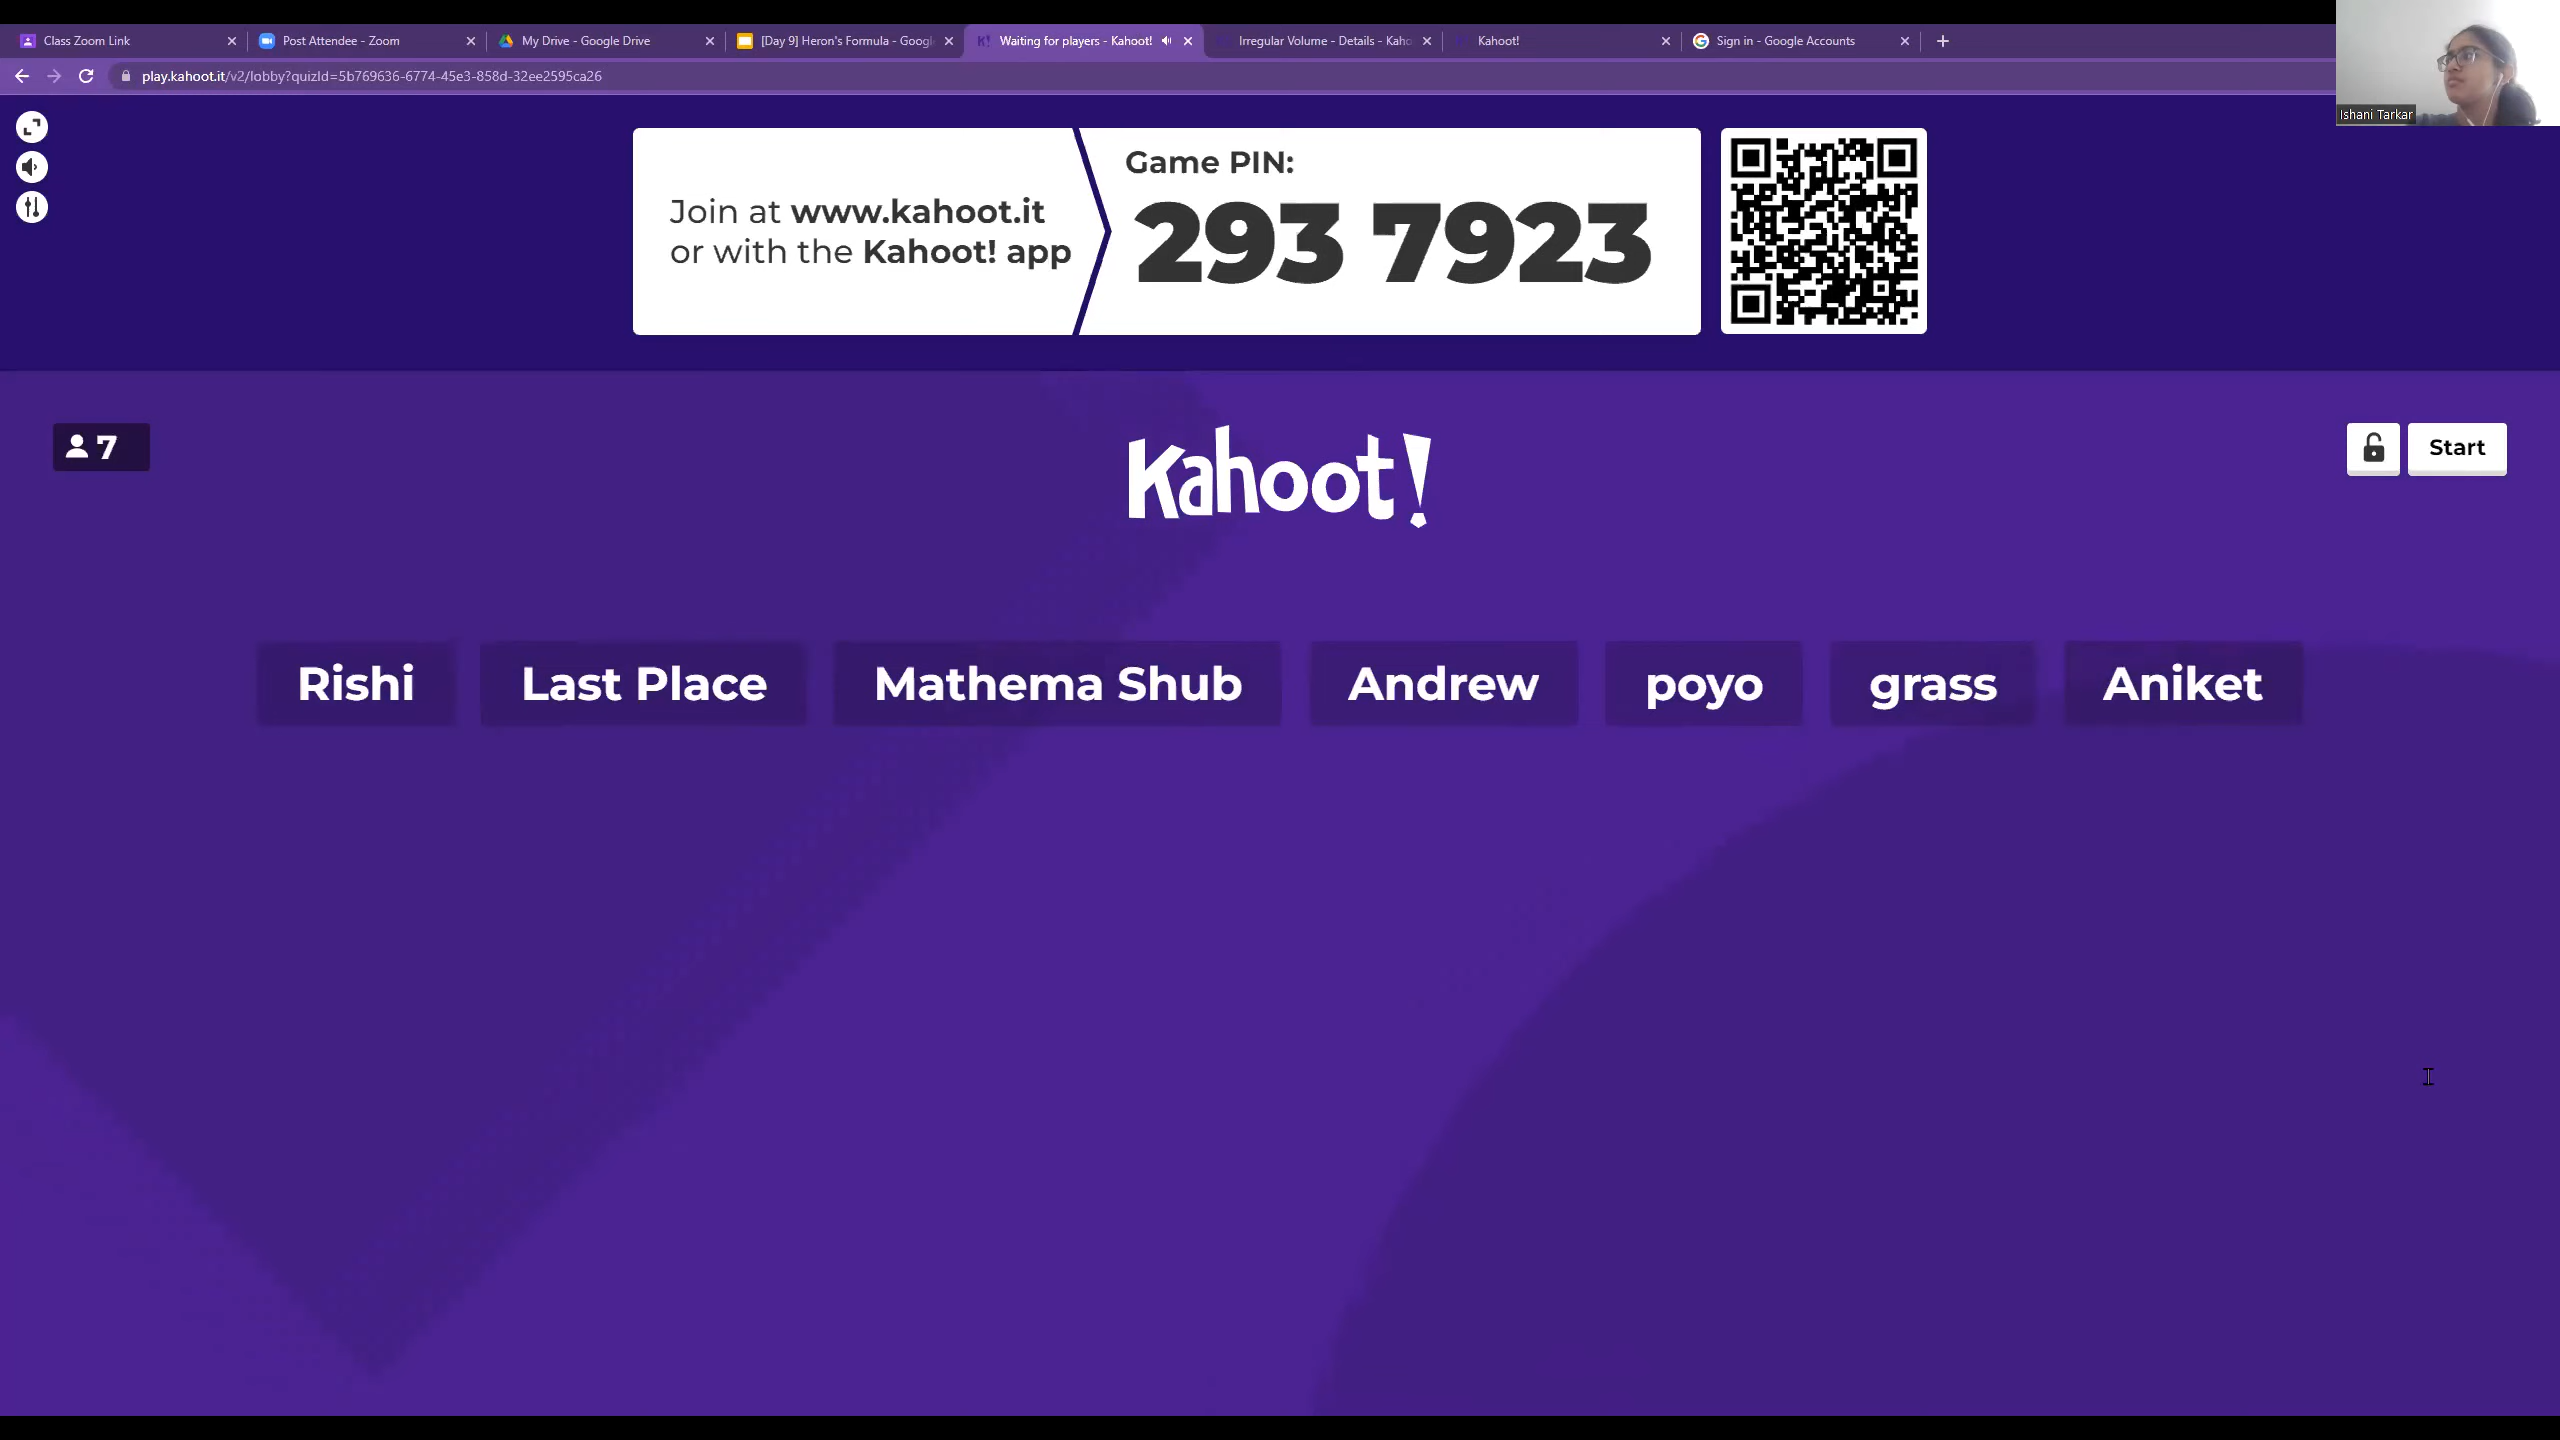 Class Zoom Link
Post Attendee - Zoom
My Drive - Google Drive
[Day 9] Heron's Formula - Googl
Waiting for players - Kahoot!
Irregular Volume - Details - Kaho
Kahoot!
Sign in - Google Accounts
play.kahoot.it/v2/lobby?quizId=5b769636-6774-45e3-858d-32ee2595ca26
Ishani Tarkar
Join at www.kahoot.it
or with the Kahoot! app
Game PIN:
293 7923
7
Kahoot!
Start
Rishi
Last Place
Mathema Shub
Andrew
poyo
grass
Aniket